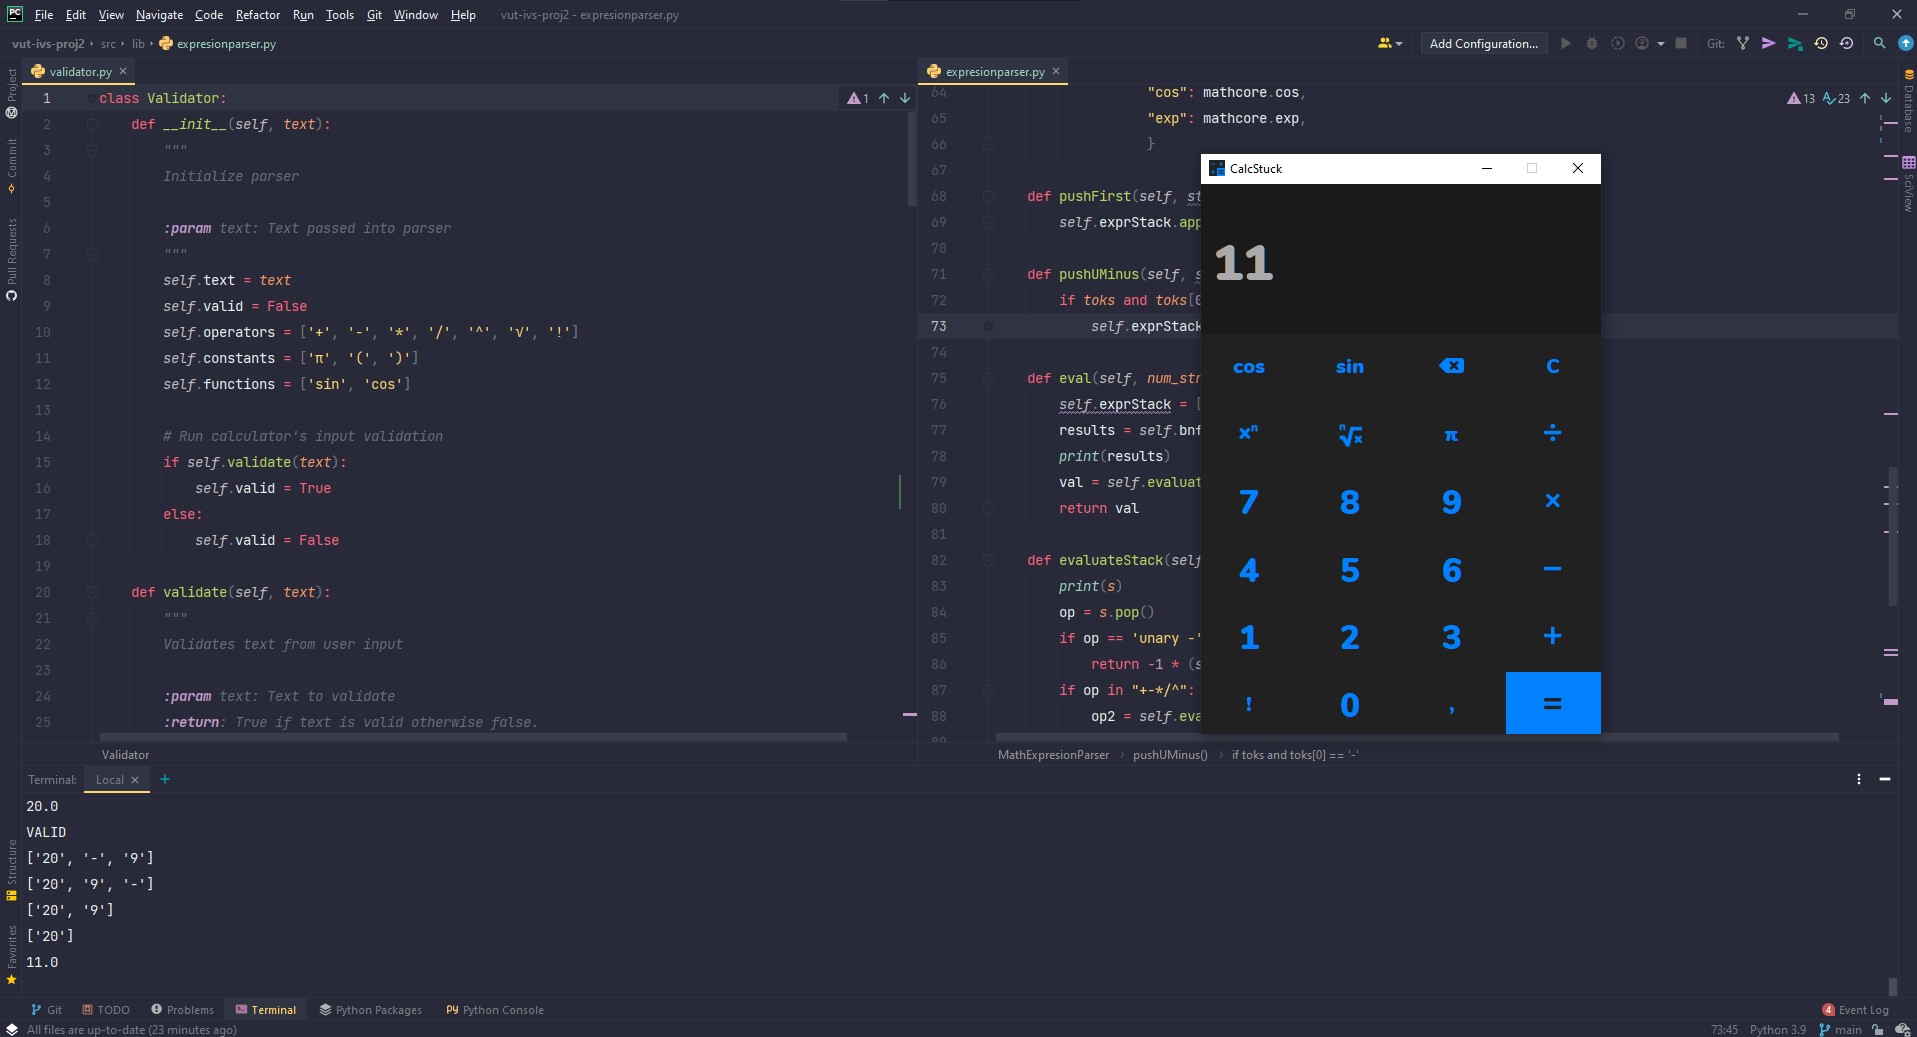 PC File Edit View Navigate Code Refactor Run Tools Git Window Help vut-ivs-proj2 - expresionparser.py
vut-ivs-proj2 › src › lib › expresionparser.py Add Configuration... Git:
Project
Commit
Pull Requests
Structure
Favorites
validator.py
1
1 class Validator:
2 def __init__(self, text):
3 """
4 Initialize parser
5
6 :param text: Text passed into parser
7 """
8 self.text = text
9 self.valid = False
10 self.operators = ['+', '-', '*', '/', '^', '√', '!']
11 self.constants = ['π', '(', ')']
12 self.functions = ['sin', 'cos']
13
14 # Run calculator's input validation
15 if self.validate(text):
16 self.valid = True
17 else:
18 self.valid = False
19
20 def validate(self, text):
21 """
22 Validates text from user input
23
24 :param text: Text to validate
25 :return: True if text is valid otherwise false.
Validator
expresionparser.py
13 23
64 "cos": mathcore.cos,
65 "exp": mathcore.exp,
66 }
67
68 def pushFirst(self, st
69 self.exprStack.app
70
71 def pushUMinus(self, s
72 if toks and toks[0
73 self.exprStack
74
75 def eval(self, num_str
76 self.exprStack = [
77 results = self.bnf
78 print(results)
79 val = self.evaluat
80 return val
81
82 def evaluateStack(self
83 print(s)
84 op = s.pop()
85 if op == 'unary -'
86 return -1 * (s
87 if op in "+-*/^":
88 op2 = self.eva
89
MathExpresionParser › pushUMinus() › if toks and toks[0] == '-'
Database
SciView
CalcStuck
11
cos sin C
xⁿ ⁿ√x π ÷
7 8 9 ×
4 5 6 −
1 2 3 +
! 0 , =
Terminal: Local
20.0
VALID
['20', '-', '9']
['20', '9', '-']
['20', '9']
['20']
11.0
Git TODO Problems Terminal Python Packages Python Console 4 Event Log
All files are up-to-date (23 minutes ago) 73:45 Python 3.9 main